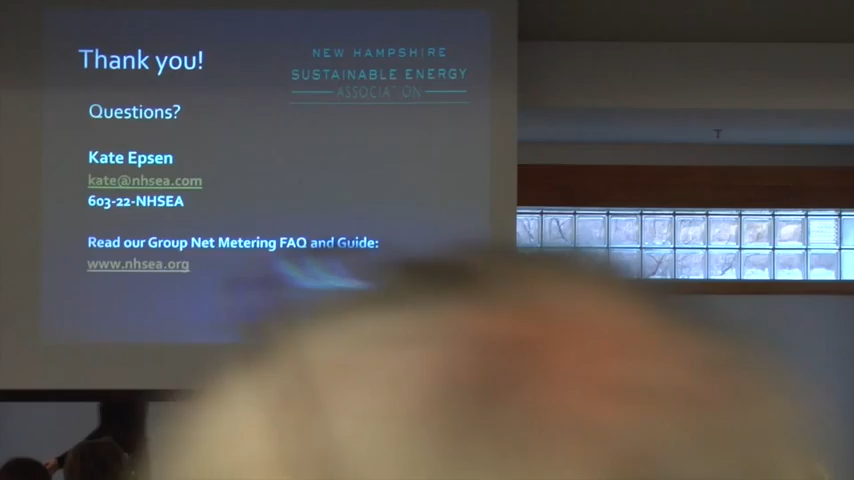 Thank you!
NEW HAMPSHIRE
SUSTAINABLE ENERGY
ASSOCIATION
Questions?
Kate Epsen
kate@nhsea.com
603-22-NHSEA
Read our Group Net Metering FAQ and Guide:
www.nhsea.org